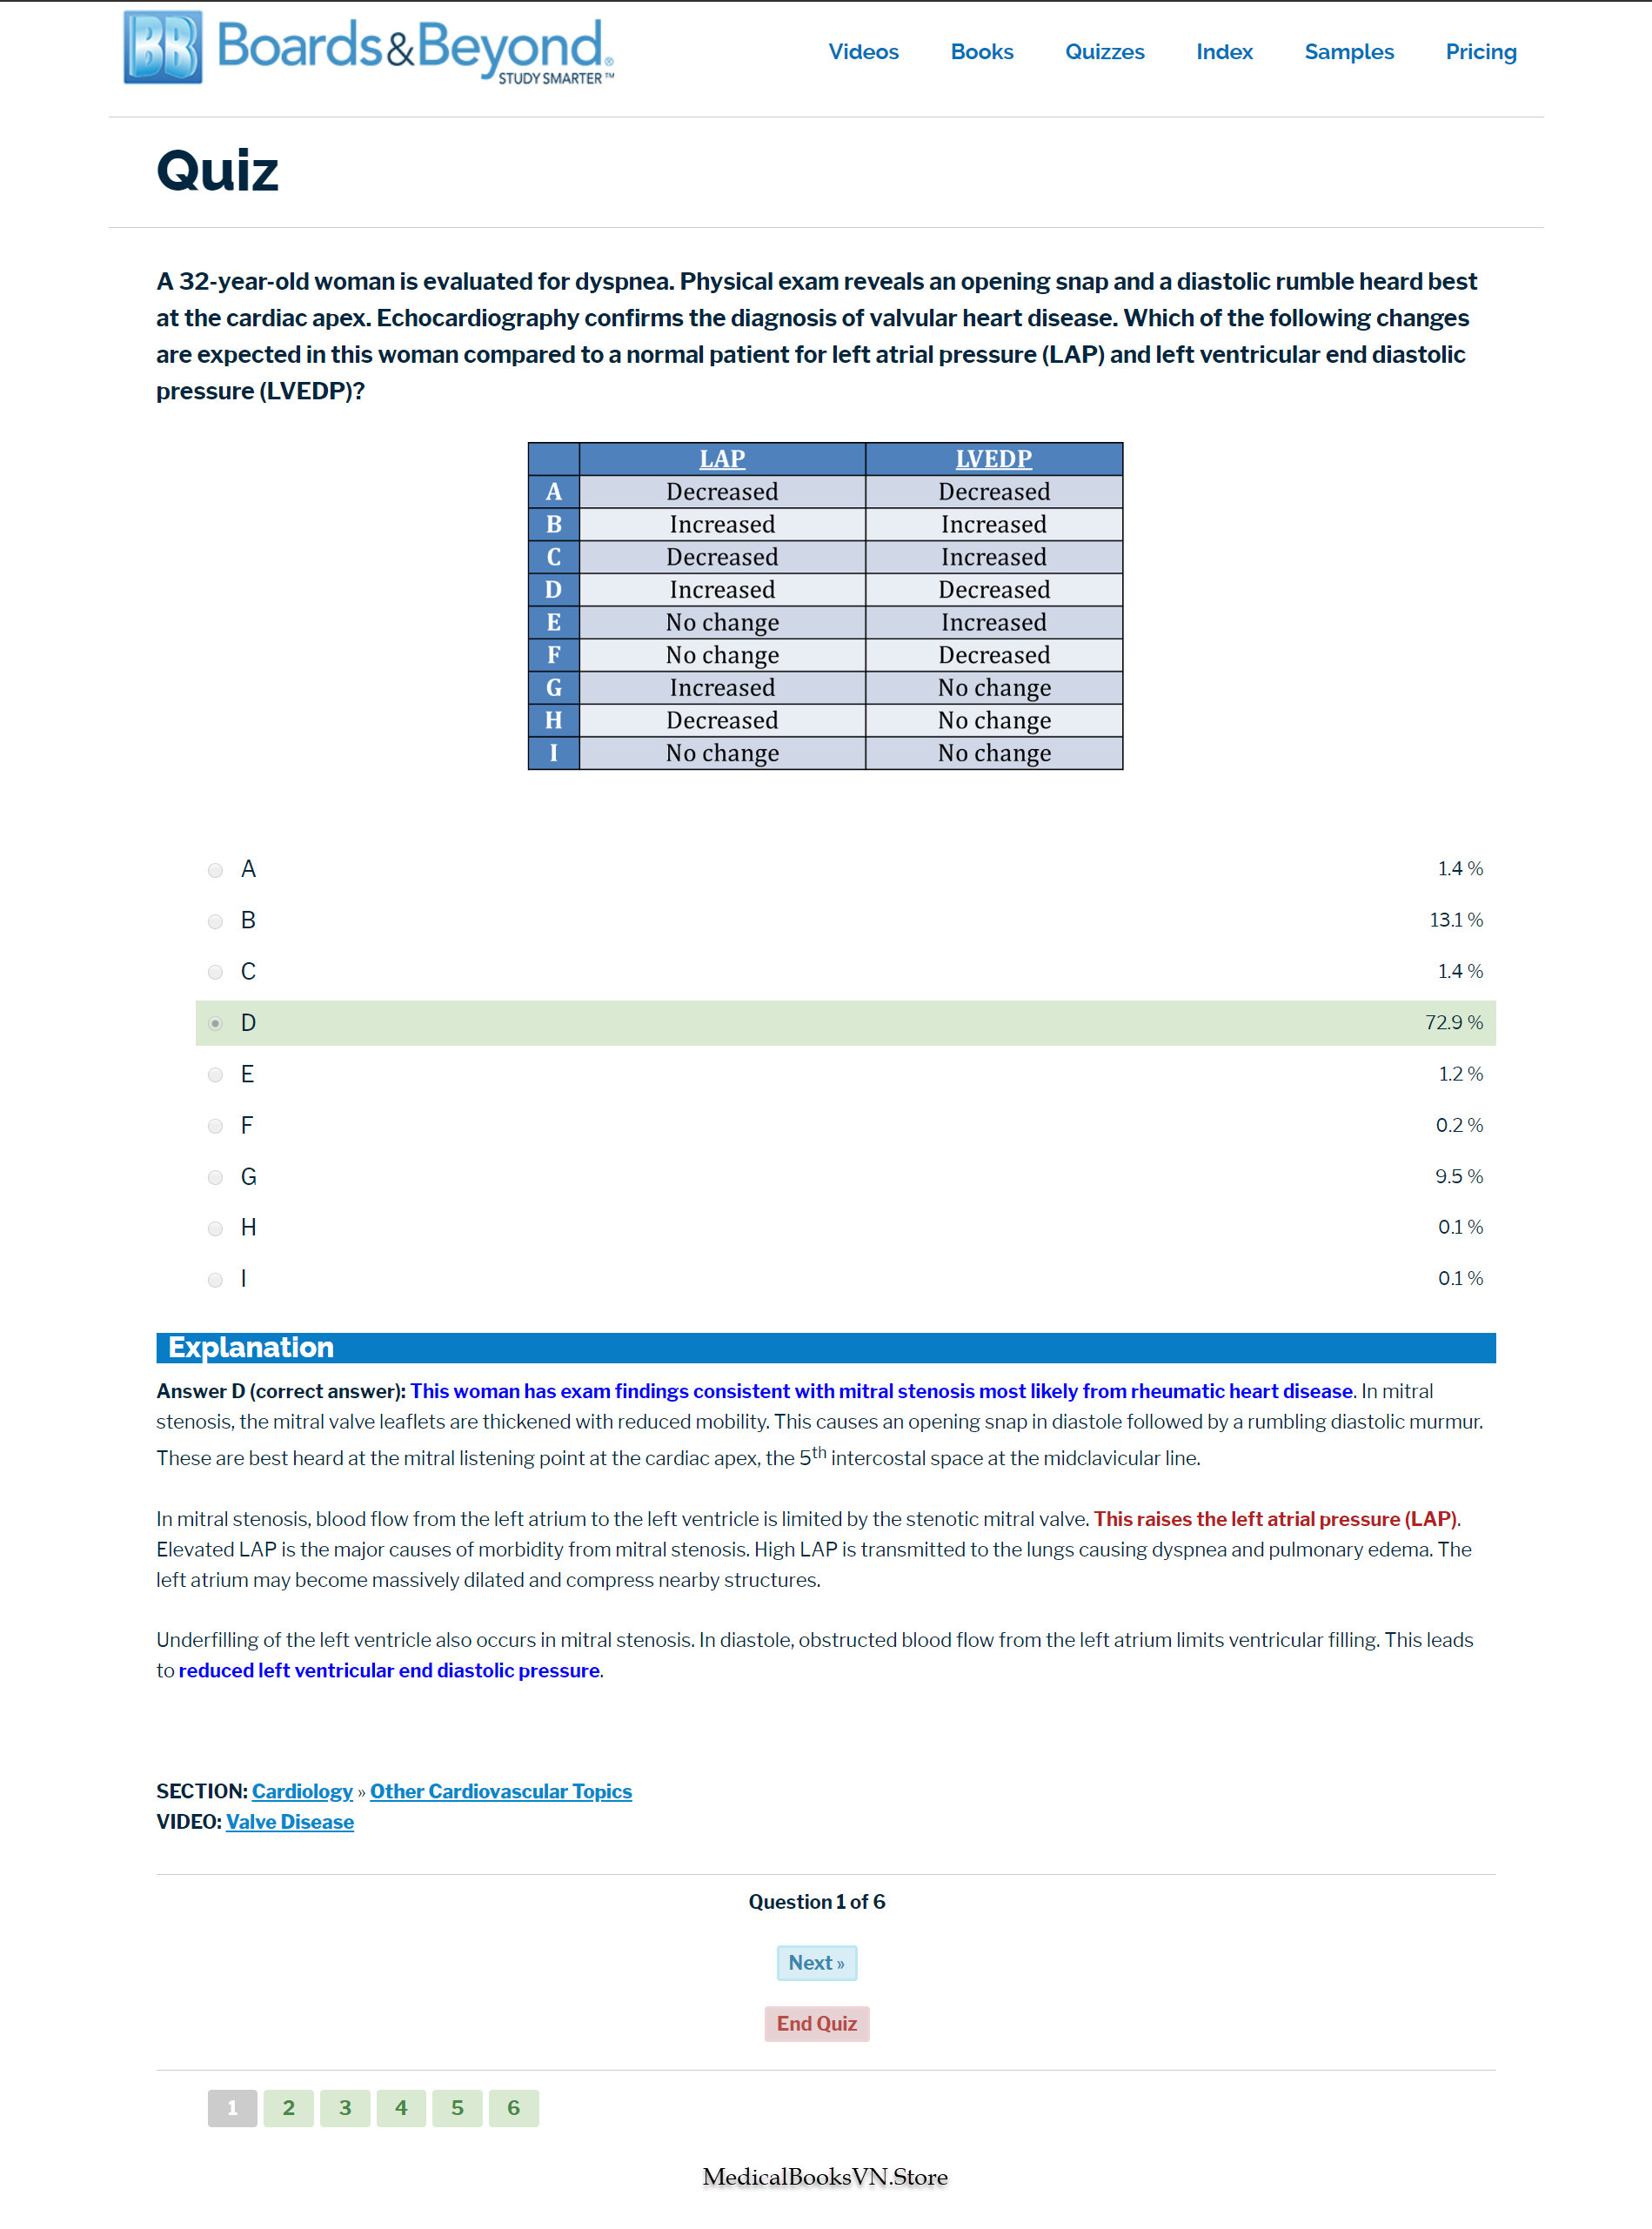 BB Boards&Beyond®
STUDY SMARTER™
Videos Books Quizzes Index Samples Pricing
Quiz
A 32-year-old woman is evaluated for dyspnea. Physical exam reveals an opening snap and a diastolic rumble heard best
at the cardiac apex. Echocardiography confirms the diagnosis of valvular heart disease. Which of the following changes
are expected in this woman compared to a normal patient for left atrial pressure (LAP) and left ventricular end diastolic
pressure (LVEDP)?
LAP LVEDP
A Decreased Decreased
B Increased Increased
C Decreased Increased
D Increased Decreased
E No change Increased
F No change Decreased
G Increased No change
H Decreased No change
I No change No change
A 1.4 %
B 13.1 %
C 1.4 %
D 72.9 %
E 1.2 %
F 0.2 %
G 9.5 %
H 0.1 %
I 0.1 %
Explanation
Answer D (correct answer): This woman has exam findings consistent with mitral stenosis most likely from rheumatic heart disease. In mitral
stenosis, the mitral valve leaflets are thickened with reduced mobility. This causes an opening snap in diastole followed by a rumbling diastolic murmur.
These are best heard at the mitral listening point at the cardiac apex, the 5th intercostal space at the midclavicular line.
In mitral stenosis, blood flow from the left atrium to the left ventricle is limited by the stenotic mitral valve. This raises the left atrial pressure (LAP).
Elevated LAP is the major causes of morbidity from mitral stenosis. High LAP is transmitted to the lungs causing dyspnea and pulmonary edema. The
left atrium may become massively dilated and compress nearby structures.
Underfilling of the left ventricle also occurs in mitral stenosis. In diastole, obstructed blood flow from the left atrium limits ventricular filling. This leads
to reduced left ventricular end diastolic pressure.
SECTION: Cardiology » Other Cardiovascular Topics
VIDEO: Valve Disease
Question 1 of 6
Next »
End Quiz
1 2 3 4 5 6
MedicalBooksVN.Store